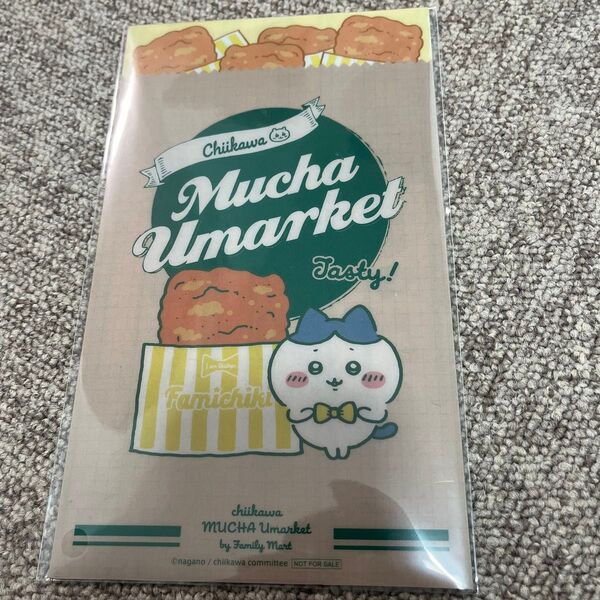 Chiikawa
Mucha
Umarket
Tasty!
I am Chicken
Famichiki
chiikawa
MUCHA Umarket
by Family Mart
©nagano / chiikawa committee NOT FOR SALE